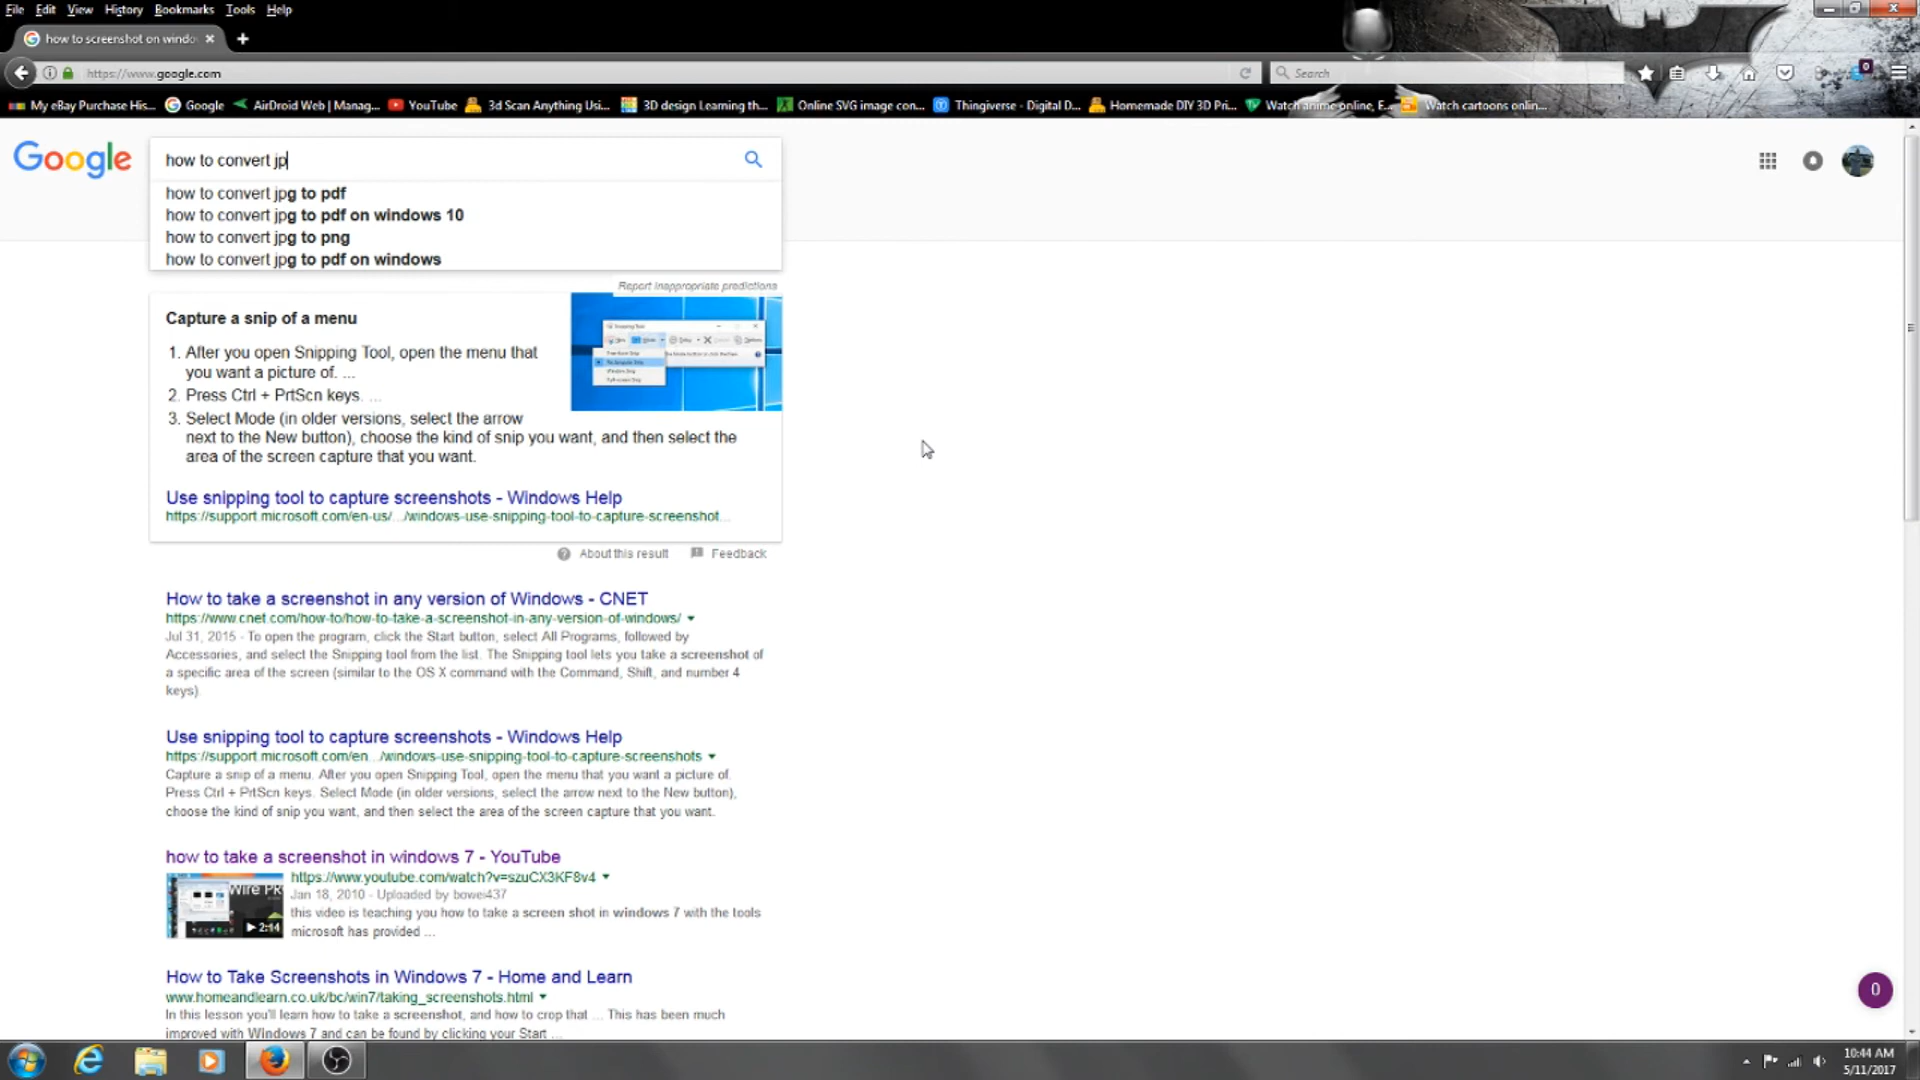 File Edit View History Bookmarks Tools Help
how to screenshot on windo
https://www.google.com
Search
0
My eBay Purchase His... Google AirDroid Web | Manag... YouTube 3d Scan Anything Usi... 3D design Learning th... Online SVG image con... Thingiverse - Digital D... Homemade DIY 3D Pri... Watch anime online, E... Watch cartoons onlin...
Google
how to convert jp
how to convert jpg to pdf
how to convert jpg to pdf on windows 10
how to convert jpg to png
how to convert jpg to pdf on windows
Report inappropriate predictions
Capture a snip of a menu
1. After you open Snipping Tool, open the menu that
you want a picture of. ...
2. Press Ctrl + PrtScn keys. ...
3. Select Mode (in older versions, select the arrow
next to the New button), choose the kind of snip you want, and then select the
area of the screen capture that you want.
Use snipping tool to capture screenshots - Windows Help
https://support.microsoft.com/en-us/.../windows-use-snipping-tool-to-capture-screenshot...
About this result Feedback
How to take a screenshot in any version of Windows - CNET
https://www.cnet.com/how-to/how-to-take-a-screenshot-in-any-version-of-windows/
Jul 31, 2015 - To open the program, click the Start button, select All Programs, followed by
Accessories, and select the Snipping tool from the list. The Snipping tool lets you take a screenshot of
a specific area of the screen (similar to the OS X command with the Command, Shift, and number 4
keys).
Use snipping tool to capture screenshots - Windows Help
https://support.microsoft.com/en.../windows-use-snipping-tool-to-capture-screenshots
Capture a snip of a menu. After you open Snipping Tool, open the menu that you want a picture of.
Press Ctrl + PrtScn keys. Select Mode (in older versions, select the arrow next to the New button),
choose the kind of snip you want, and then select the area of the screen capture that you want.
how to take a screenshot in windows 7 - YouTube
https://www.youtube.com/watch?v=szuCX3KF8v4
Jan 18, 2010 - Uploaded by bowei437
this video is teaching you how to take a screen shot in windows 7 with the tools
microsoft has provided ...
2:14
How to Take Screenshots in Windows 7 - Home and Learn
www.homeandlearn.co.uk/bc/win7/taking_screenshots.html
In this lesson you'll learn how to take a screenshot, and how to crop that ... This has been much
improved with Windows 7 and can be found by clicking your Start ...
0
10:44 AM
5/11/2017